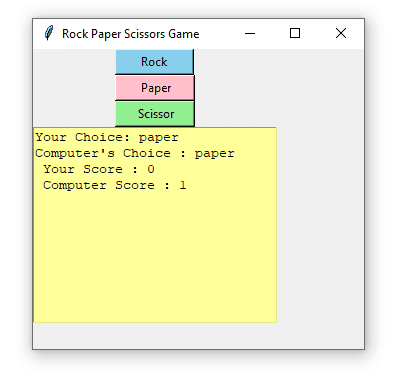 Rock Paper Scissors Game
Rock
Paper
Scissor
Your Choice: paper
Computer's Choice : paper
Your Score : 0
Computer Score : 1